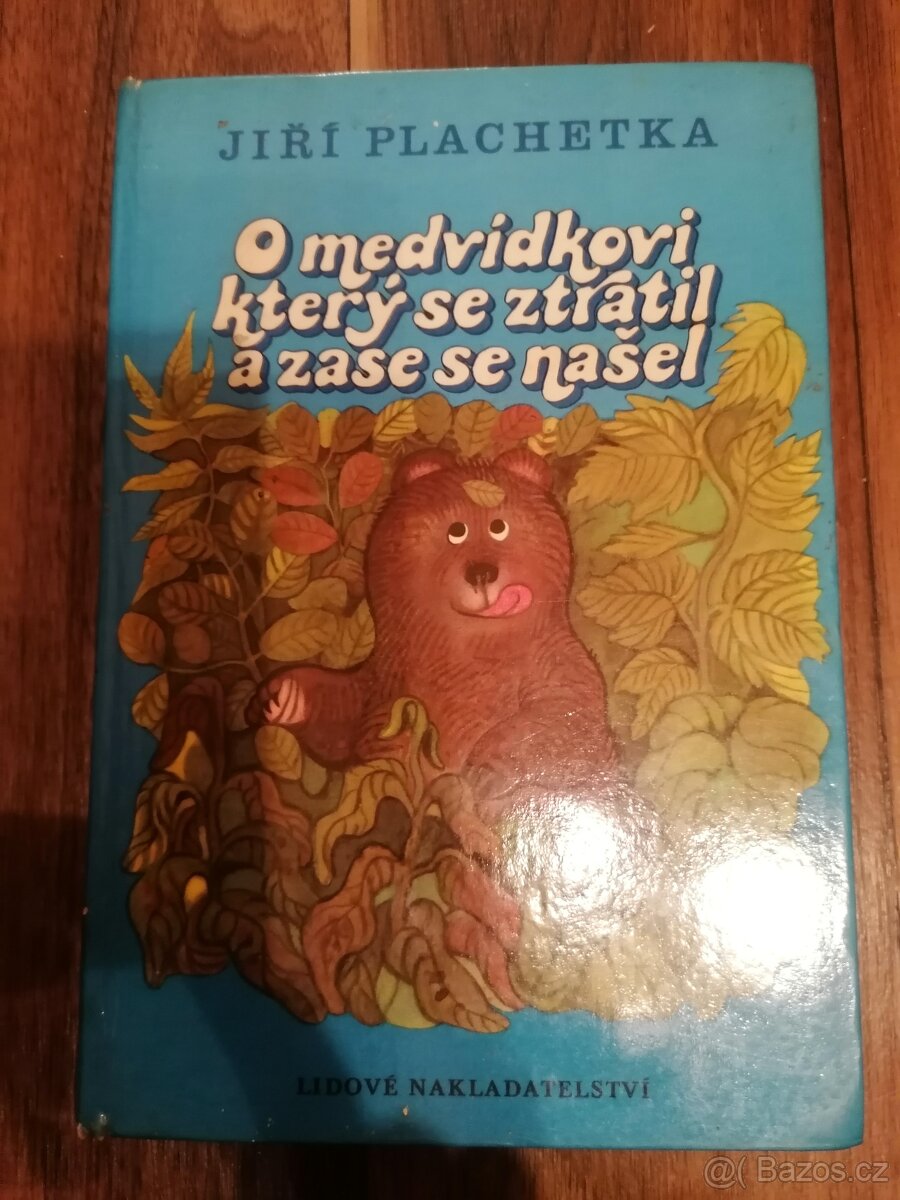 JIŘÍ PLACHETKA
O medvídkovi
který se ztratil
a zase se našel
LIDOVÉ NAKLADATELSTVÍ
@( Bazos.cz